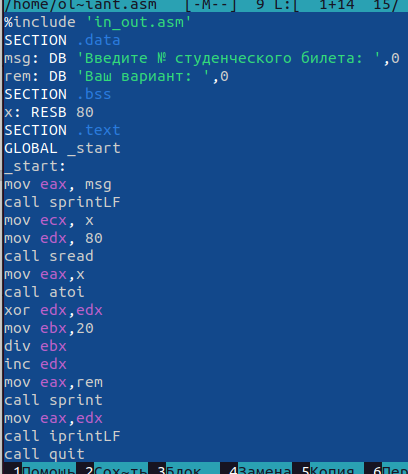 /home/ol~iant.asm [-M--] 9 L:[ 1+14 15/
%include 'in_out.asm'
SECTION .data
msg: DB 'Введите № студенческого билета: ',0
rem: DB 'Ваш вариант: ',0
SECTION .bss
x: RESB 80
SECTION .text
GLOBAL _start
_start:
mov eax, msg
call sprintLF
mov ecx, x
mov edx, 80
call sread
mov eax,x
call atoi
xor edx,edx
mov ebx,20
div ebx
inc edx
mov eax,rem
call sprint
mov eax,edx
call iprintLF
call quit
1Помощь 2Сох~ть 3Блок 4Замена 5Копия 6Пер